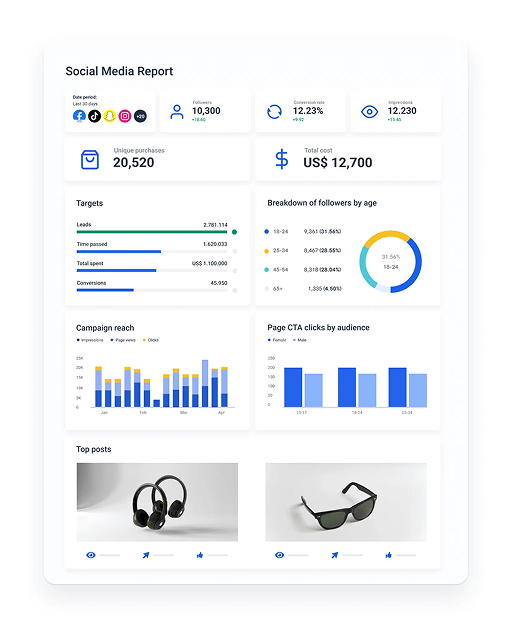 Social Media Report
Date period:
Last 30 days
+20
Followers
10,300
+18.60
Conversion rate
12.23%
+9.92
Impressions
12.230
+15.45
Unique purchases
20,520
Total cost
US$ 12,700
Targets
Leads 2.781.114
Time passed 1.620.033
Total spent US$ 1.100.000
Conversions 45.950
Breakdown of followers by age
18-24 9,361 (31.56%)
25-34 8,467 (28.55%)
45-54 8,318 (28.04%)
65+ 1,335 (4.50%)
31.56%
18-24
Campaign reach
Impressions Page views Clicks
25K
20K
15K
10K
5K
0
Jan Feb Mar Apr
Page CTA clicks by audience
Female Male
250
200
150
100
50
0
13-17 18-24 25-34
Top posts